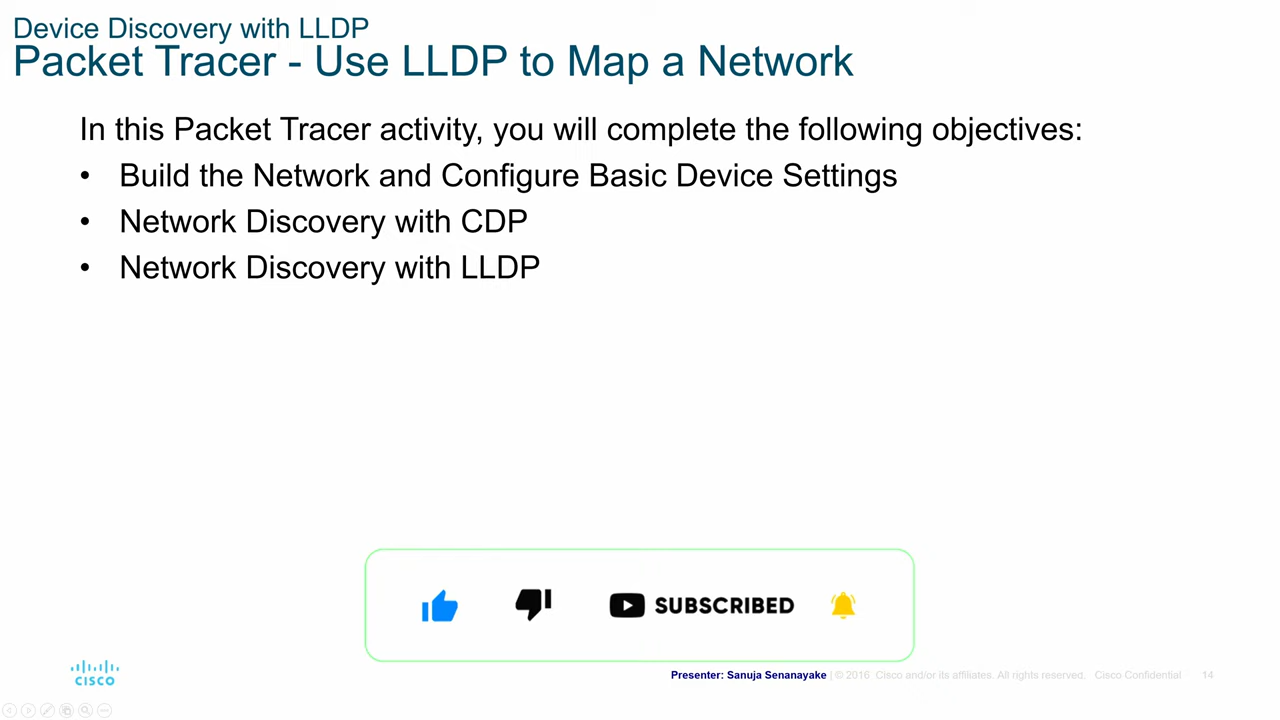 Device Discovery with LLDP
Packet Tracer - Use LLDP to Map a Network
In this Packet Tracer activity, you will complete the following objectives:
• Build the Network and Configure Basic Device Settings
• Network Discovery with CDP
• Network Discovery with LLDP
SUBSCRIBED
CISCO
Presenter: Sanuja Senanayake | © 2016 Cisco and/or its affiliates. All rights reserved. Cisco Confidential 14